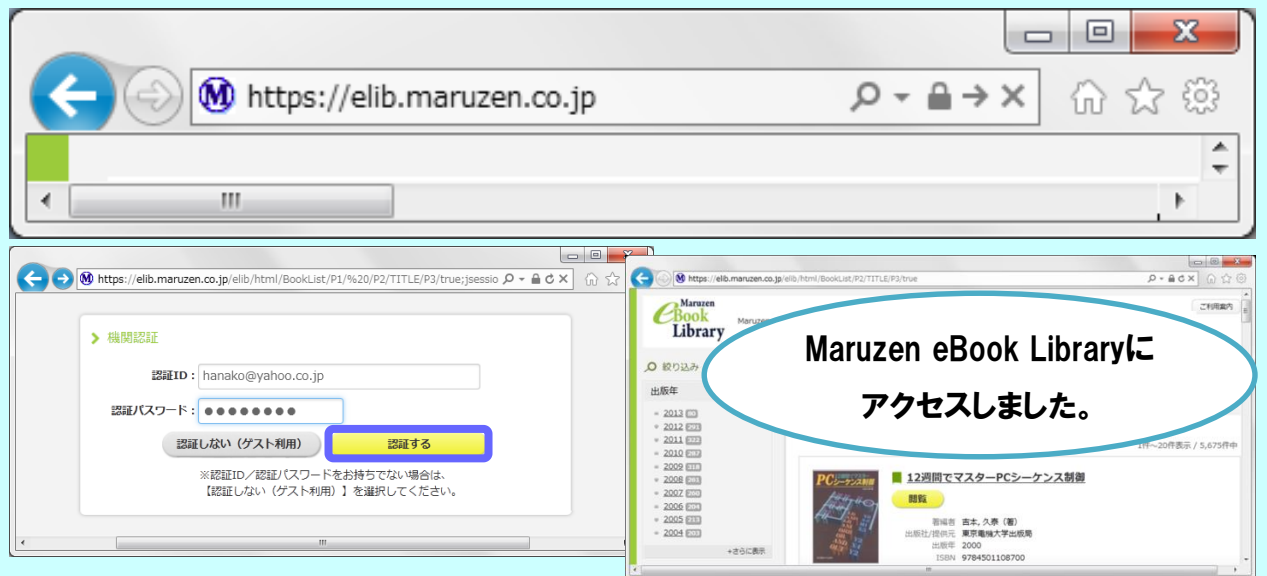 https://elib.maruzen.co.jp
https://elib.maruzen.co.jp/elib/html/BookList/P1/%20/P2/TITLE/P3/true;jsessio
機関認証
認証ID：hanako@yahoo.co.jp
認証パスワード：●●●●●●●●
認証しない（ゲスト利用） 認証する
※認証ID／認証パスワードをお持ちでない場合は、
【認証しない（ゲスト利用）】を選択してください。
https://elib.maruzen.co.jp/elib/html/BookList/P2/TITLE/P3/true
Maruzen
eBook
Library
ご利用案内
Maruzen eBook Libraryに
アクセスしました。
絞り込み
出版年
2013
2012
2011
2010
2009
2008
2007
2006
2005
2004
+さらに表示
1件～20件表示 / 5,675件中
PCシーケンス制御
12週間でマスターPCシーケンス制御
閲覧
著編者 吉本, 久泰（著）
出版社/提供元 東京電機大学出版局
出版年 2000
ISBN 9784501108700